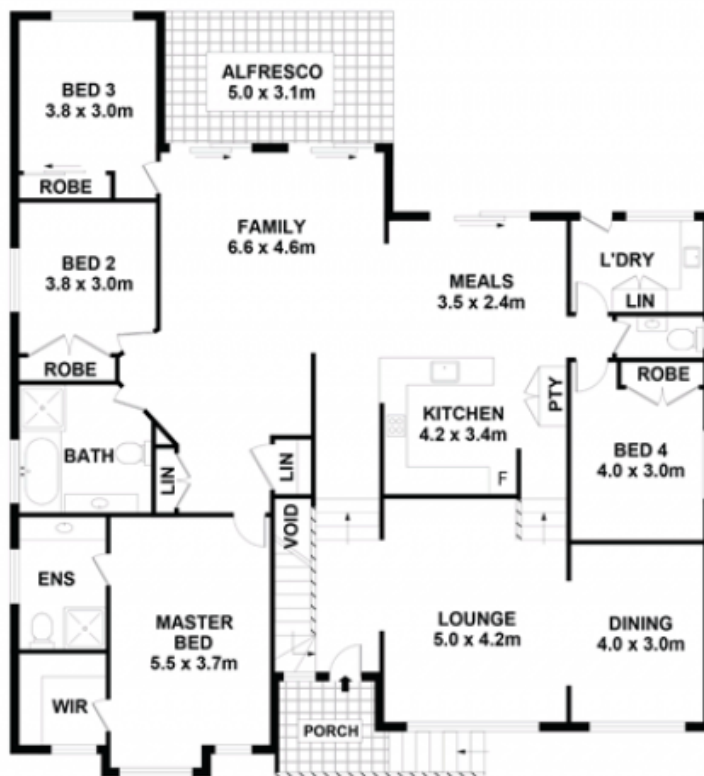 BED 3
3.8 x 3.0m
ALFRESCO
5.0 x 3.1m
ROBE
FAMILY
6.6 x 4.6m
BED 2
3.8 x 3.0m
L'DRY
MEALS
3.5 x 2.4m
LIN
ROBE
ROBE
PTY
KITCHEN
4.2 x 3.4m
BED 4
4.0 x 3.0m
BATH
LIN
LIN
F
VOID
ENS
MASTER
BED
5.5 x 3.7m
LOUNGE
5.0 x 4.2m
DINING
4.0 x 3.0m
WIR
PORCH